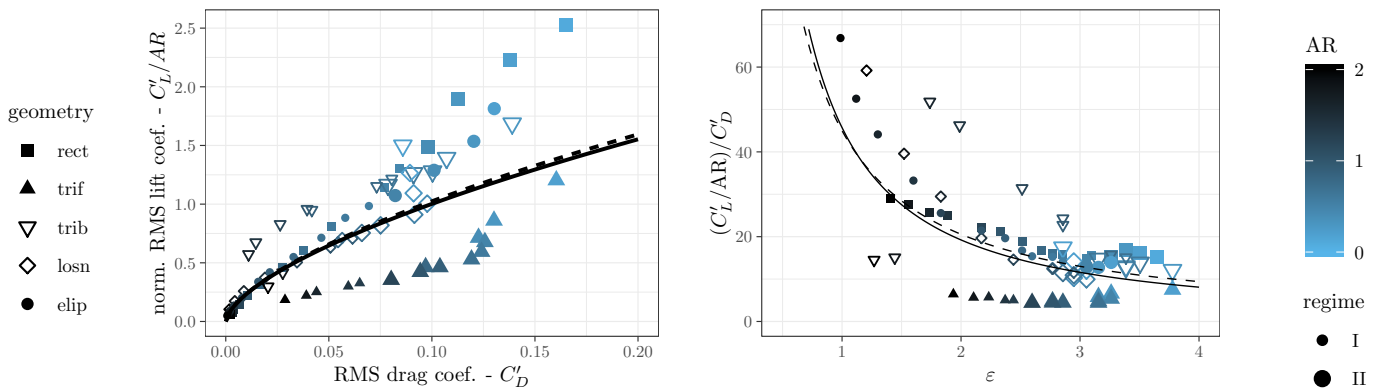 geometry
rect
trif
trib
losn
elip
norm. RMS lift coef. - C′_L/AR
2.5
2.0
1.5
1.0
0.5
0.0
0.00 0.05 0.10 0.15 0.20
RMS drag coef. - C′_D
(C′_L/AR)/C′_D
60
40
20
0
1 2 3 4
ε
AR
2
1
0
regime
I
II